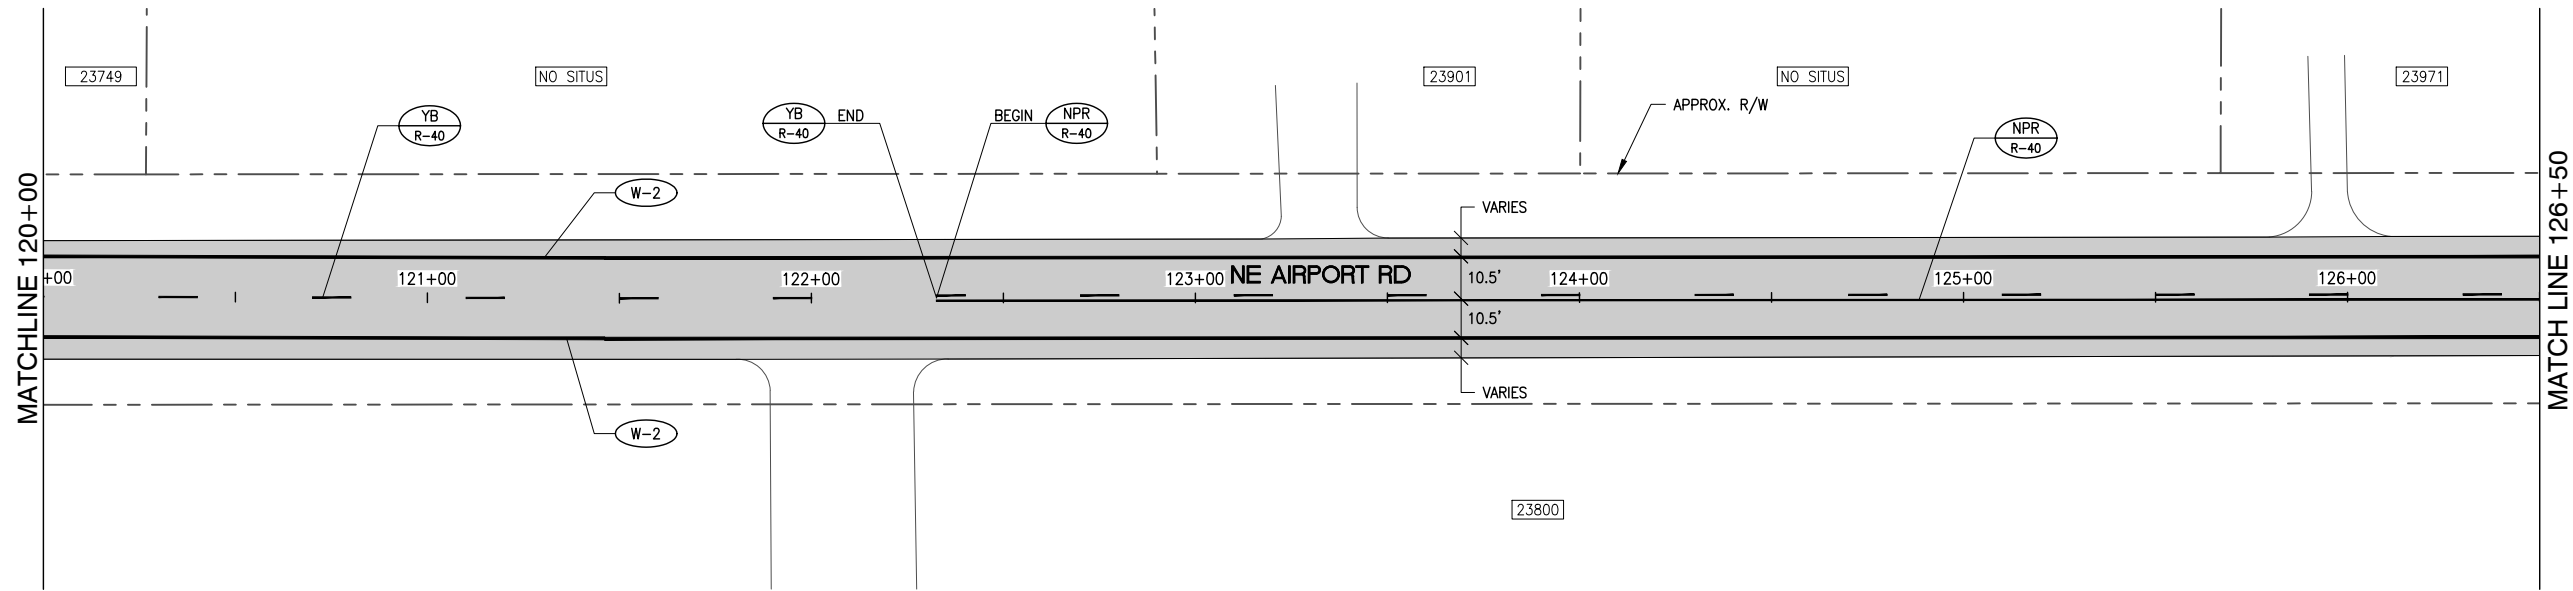 23749
NO SITUS
23901
NO SITUS
23971
YB
R-40
YB
R-40
END
BEGIN
NPR
R-40
APPROX. R/W
NPR
R-40
W-2
VARIES
MATCHLINE 120+00
MATCH LINE 126+50
+00
121+00
122+00
123+00
NE AIRPORT RD
10.5'
124+00
125+00
126+00
10.5'
VARIES
W-2
23800